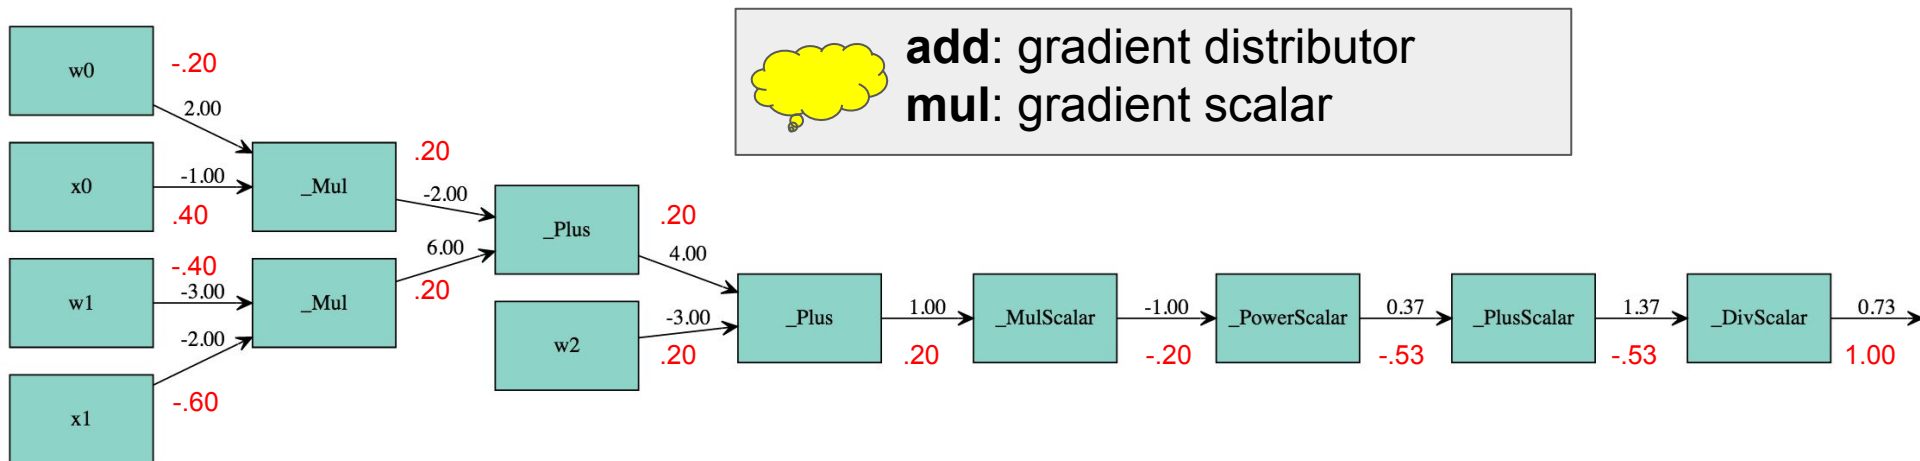 add: gradient distributor
mul: gradient scalar
w0
-.20
2.00
x0
-1.00
.40
_Mul
.20
-2.00
w1
-.40
-3.00
-2.00
_Mul
6.00
.20
x1
-.60
_Plus
.20
4.00
w2
-3.00
.20
_Plus
1.00
.20
_MulScalar
-1.00
-.20
_PowerScalar
0.37
-.53
_PlusScalar
1.37
-.53
_DivScalar
0.73
1.00